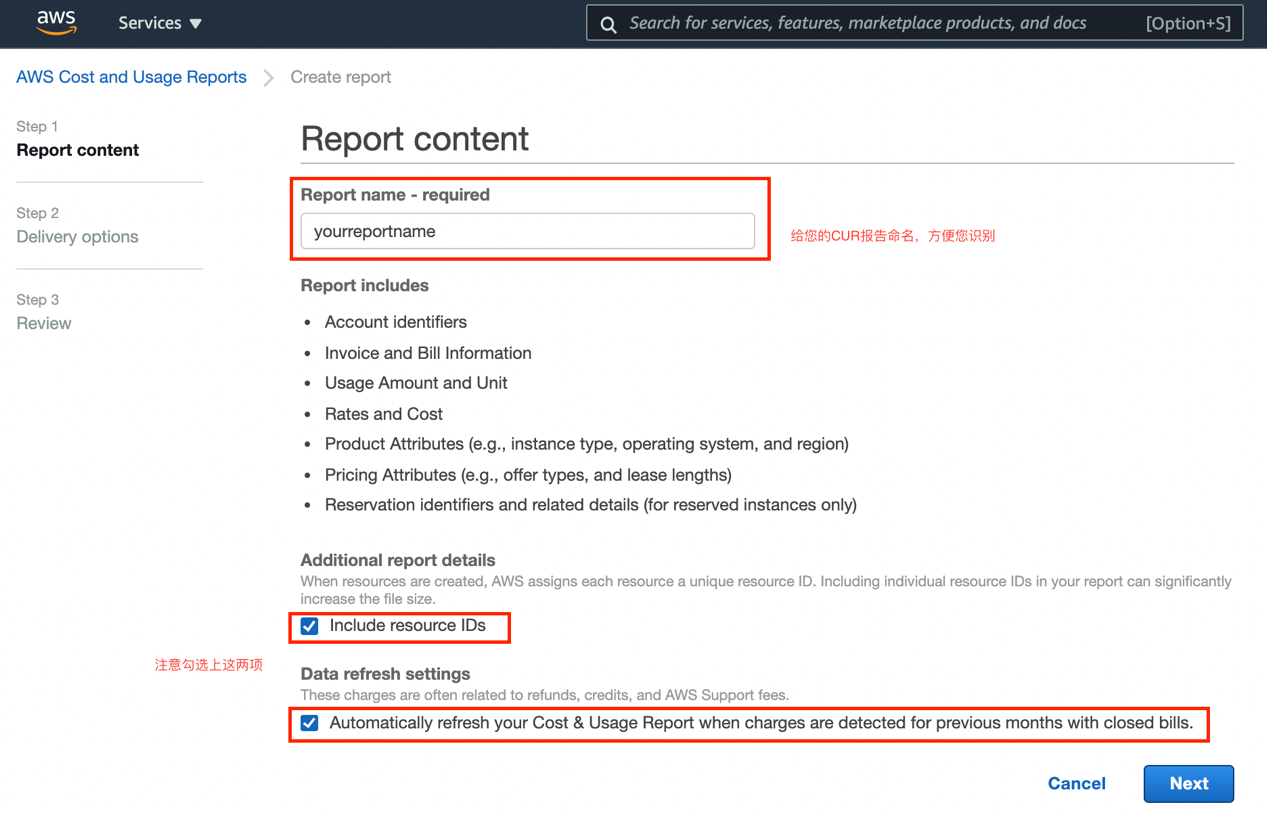 aws
Services ▼
Search for services, features, marketplace products, and docs
[Option+S]
AWS Cost and Usage Reports
Create report
Step 1
Report content
Step 2
Delivery options
Step 3
Review
Report content
Report name - required
yourreportname
给您的CUR报告命名，方便您识别
Report includes
• Account identifiers
• Invoice and Bill Information
• Usage Amount and Unit
• Rates and Cost
• Product Attributes (e.g., instance type, operating system, and region)
• Pricing Attributes (e.g., offer types, and lease lengths)
• Reservation identifiers and related details (for reserved instances only)
Additional report details
When resources are created, AWS assigns each resource a unique resource ID. Including individual resource IDs in your report can significantly
increase the file size.
Include resource IDs
注意勾选上这两项
Data refresh settings
These charges are often related to refunds, credits, and AWS Support fees.
Automatically refresh your Cost & Usage Report when charges are detected for previous months with closed bills.
Cancel
Next